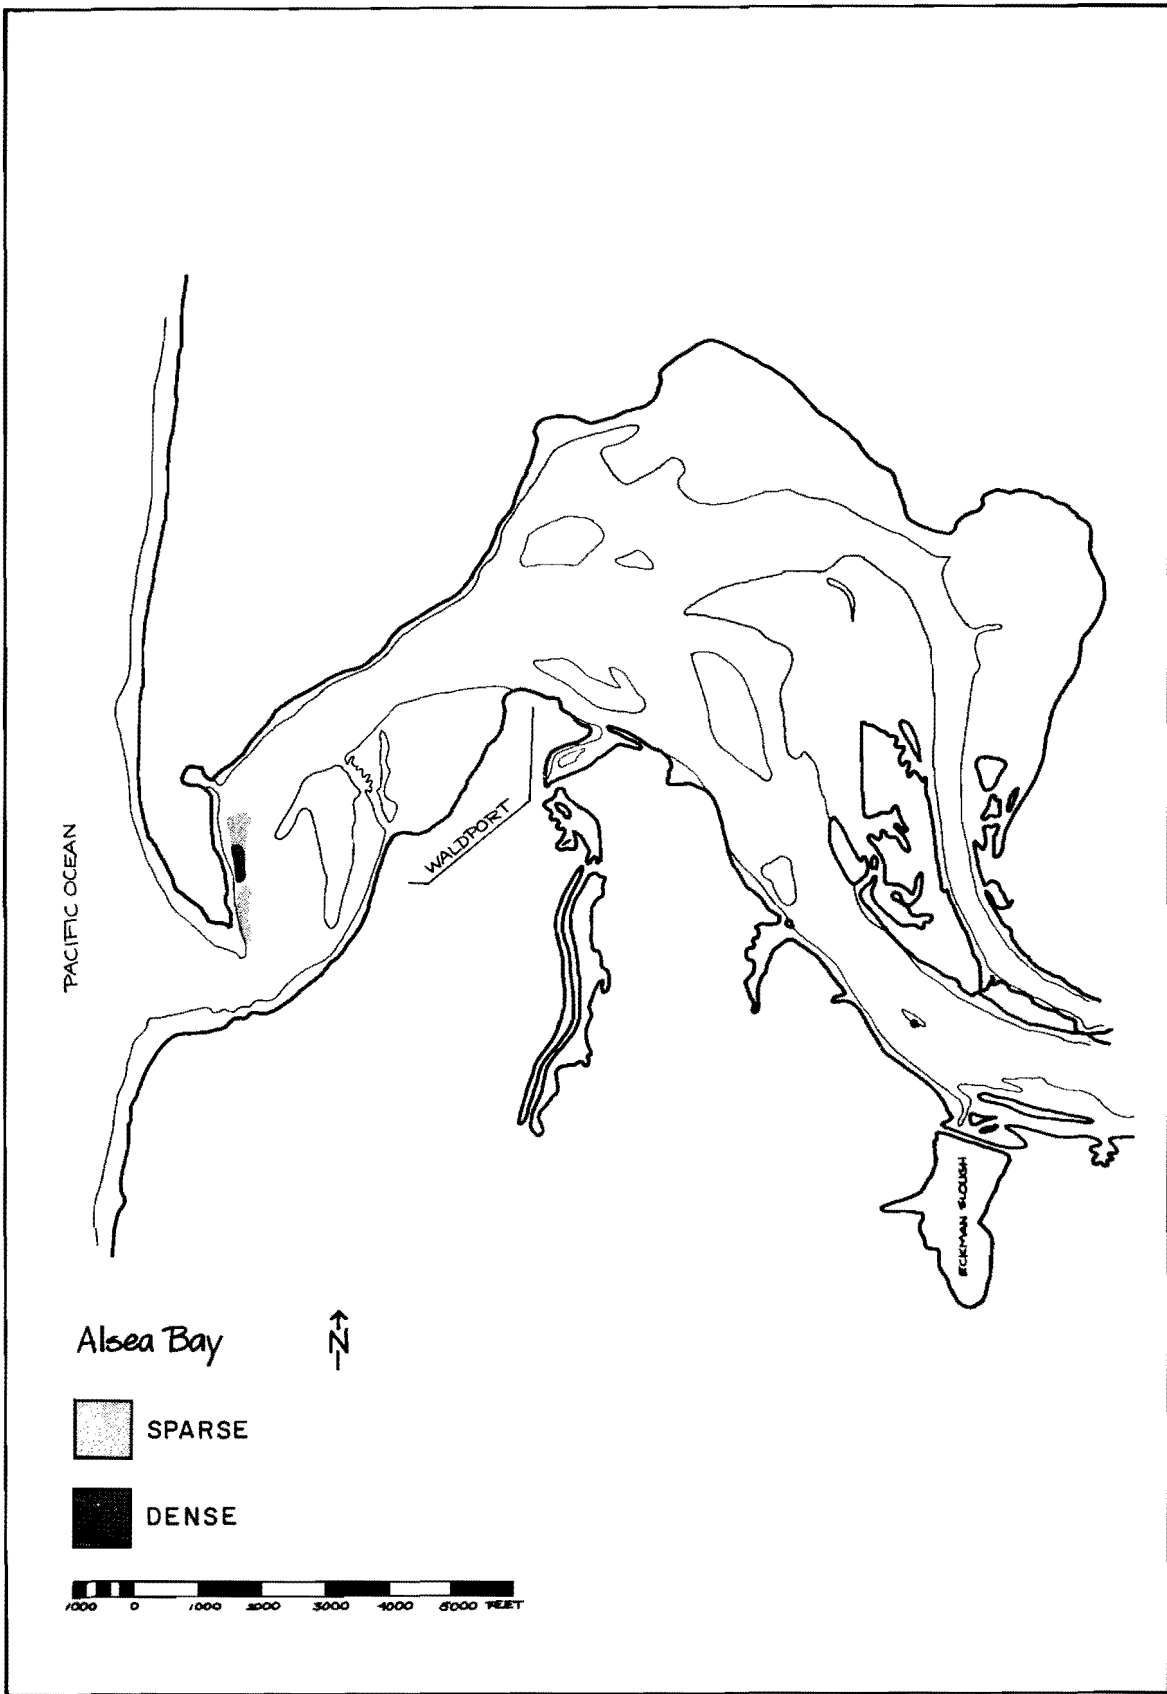 PACIFIC OCEAN
WALDPORT
ECKMAN SLOUGH
Alsea Bay
N
SPARSE
DENSE
1000 0 1000 2000 3000 4000 5000 FEET